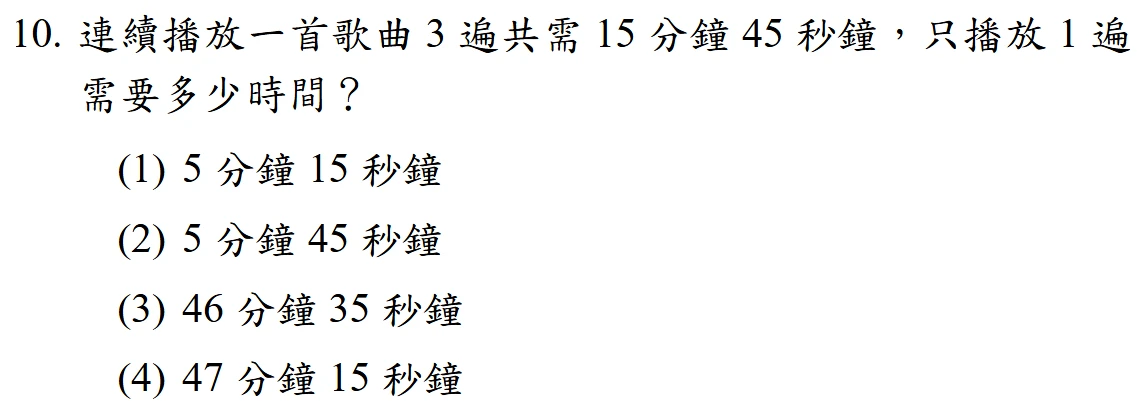 10. 連續播放一首歌曲 3 遍共需 15 分鐘 45 秒鐘，只播放 1 遍
需要多少時間？
(1) 5 分鐘 15 秒鐘
(2) 5 分鐘 45 秒鐘
(3) 46 分鐘 35 秒鐘
(4) 47 分鐘 15 秒鐘